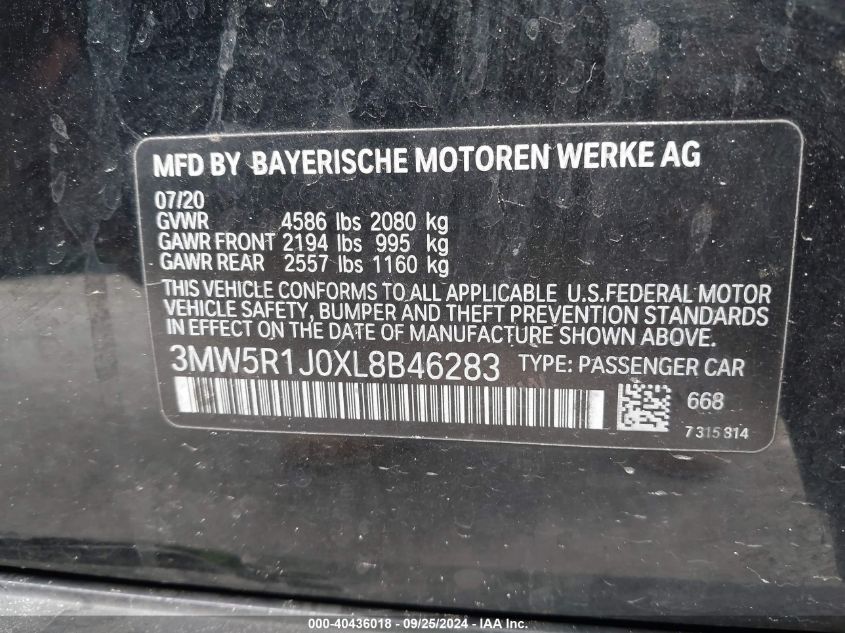 MFD BY BAYERISCHE MOTOREN WERKE AG
07/20
GVWR 4586 lbs 2080 kg
GAWR FRONT 2194 lbs 995 kg
GAWR REAR 2557 lbs 1160 kg
THIS VEHICLE CONFORMS TO ALL APPLICABLE U.S.FEDERAL MOTOR
VEHICLE SAFETY, BUMPER AND THEFT PREVENTION STANDARDS
IN EFFECT ON THE DATE OF MANUFACTURE SHOWN ABOVE.
3MW5R1J0XL8B46283 TYPE: PASSENGER CAR
668
7315814
000-40436018 - 09/25/2024 - IAA, Inc.